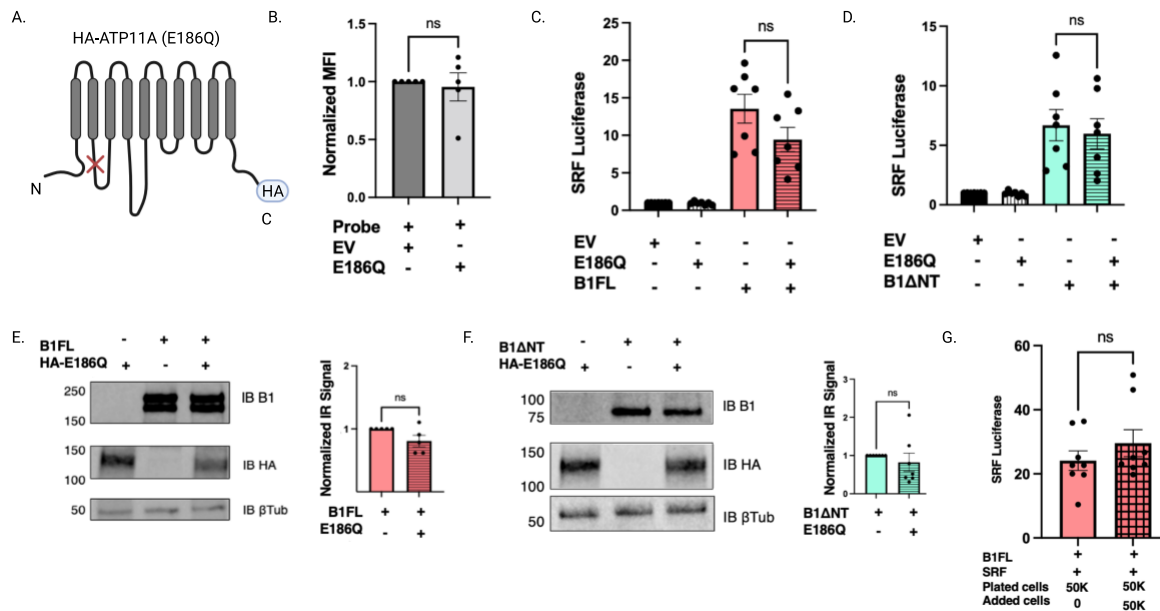 A.
HA-ATP11A (E186Q)
N
HA
C
B.
ns
Normalized MFI
1.5
1.0
0.5
0.0
Probe + +
EV + -
E186Q - +
C.
ns
SRF Luciferase
25
20
15
10
5
0
EV + - - -
E186Q - + - +
B1FL - - + +
D.
ns
SRF Luciferase
15
10
5
0
EV + - - -
E186Q - + - +
B1ΔNT - - + +
E.
B1FL - + +
HA-E186Q + - +
250
150
IB B1
150
100
IB HA
50
IB βTub
Normalized IR Signal
2
1
ns
B1FL + +
E186Q - +
F.
B1ΔNT - + +
HA-E186Q + - +
100
75
IB B1
150
100
IB HA
50
IB βTub
Normalized IR Signal
3
2
1
0
ns
B1ΔNT + +
E186Q - +
G.
ns
SRF Luciferase
60
40
20
0
B1FL + +
SRF + +
Plated cells 50K 50K
Added cells 0 50K